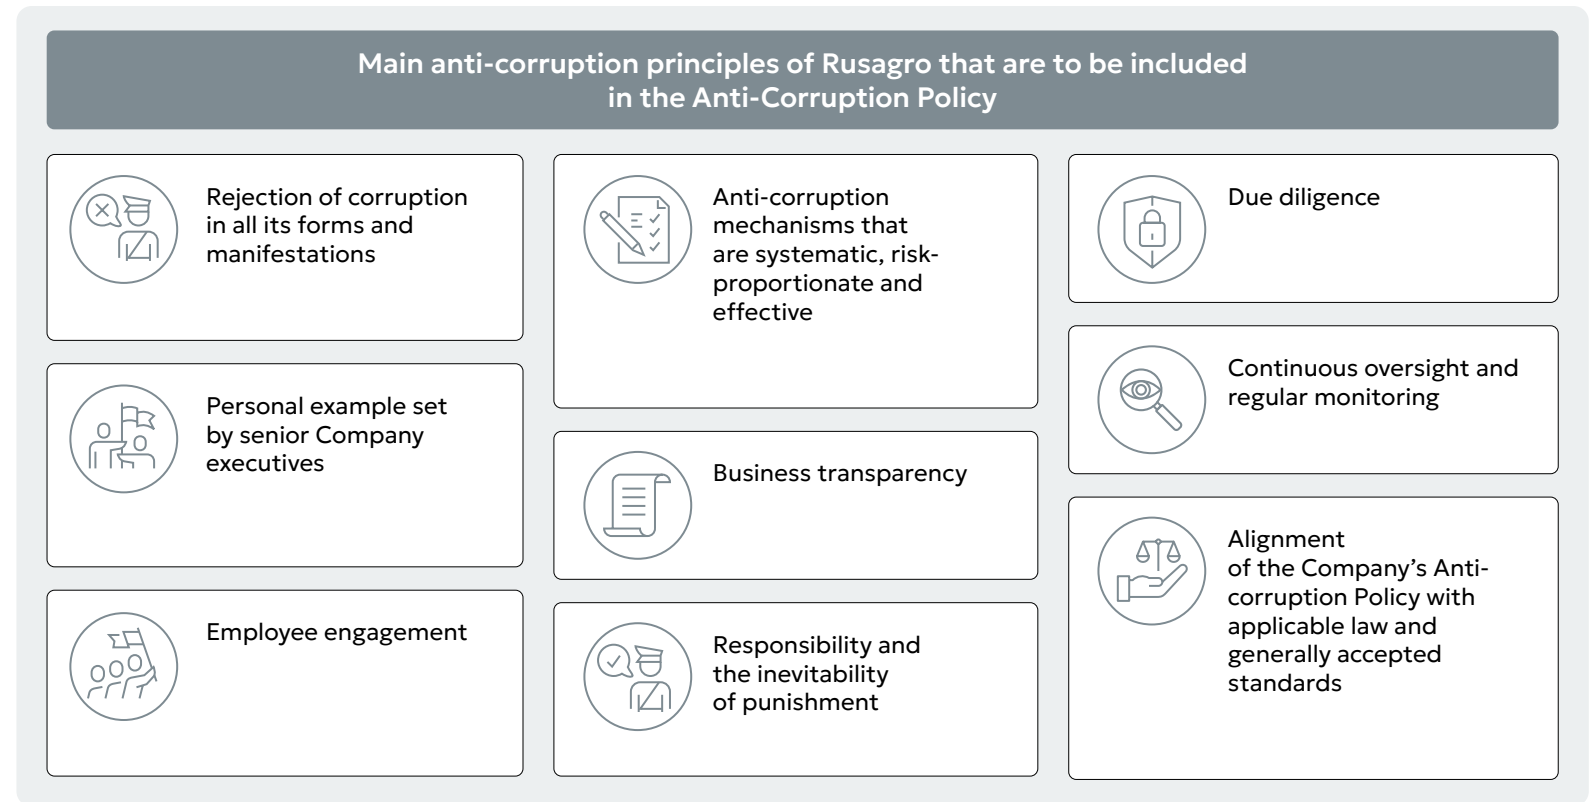 Main anti-corruption principles of Rusagro that are to be included
in the Anti-Corruption Policy
Rejection of corruption
in all its forms and
manifestations
Personal example set
by senior Company
executives
Employee engagement
Anti-corruption
mechanisms that
are systematic, risk-
proportionate and
effective
Business transparency
Responsibility and
the inevitability
of punishment
Due diligence
Continuous oversight and
regular monitoring
Alignment
of the Company’s Anti-
corruption Policy with
applicable law and
generally accepted
standards